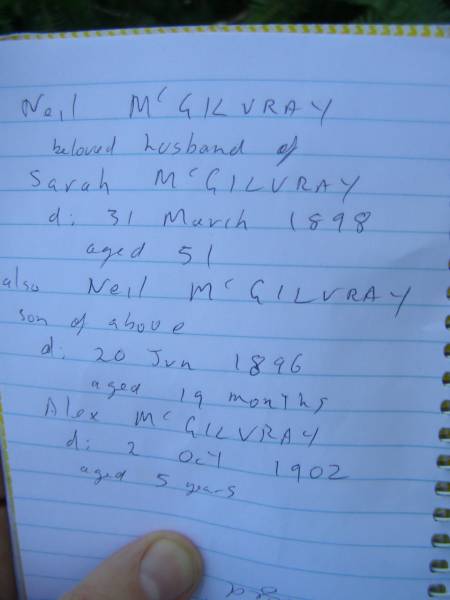 Neil McGILVRAY
beloved husband of
Sarah McGILVRAY
d: 31 March 1898
aged 51
also Neil McGILVRAY
son of above
d: 20 Jun 1896
aged 19 months
Alex McGILVRAY
d: 2 Oct 1902
aged 5 years